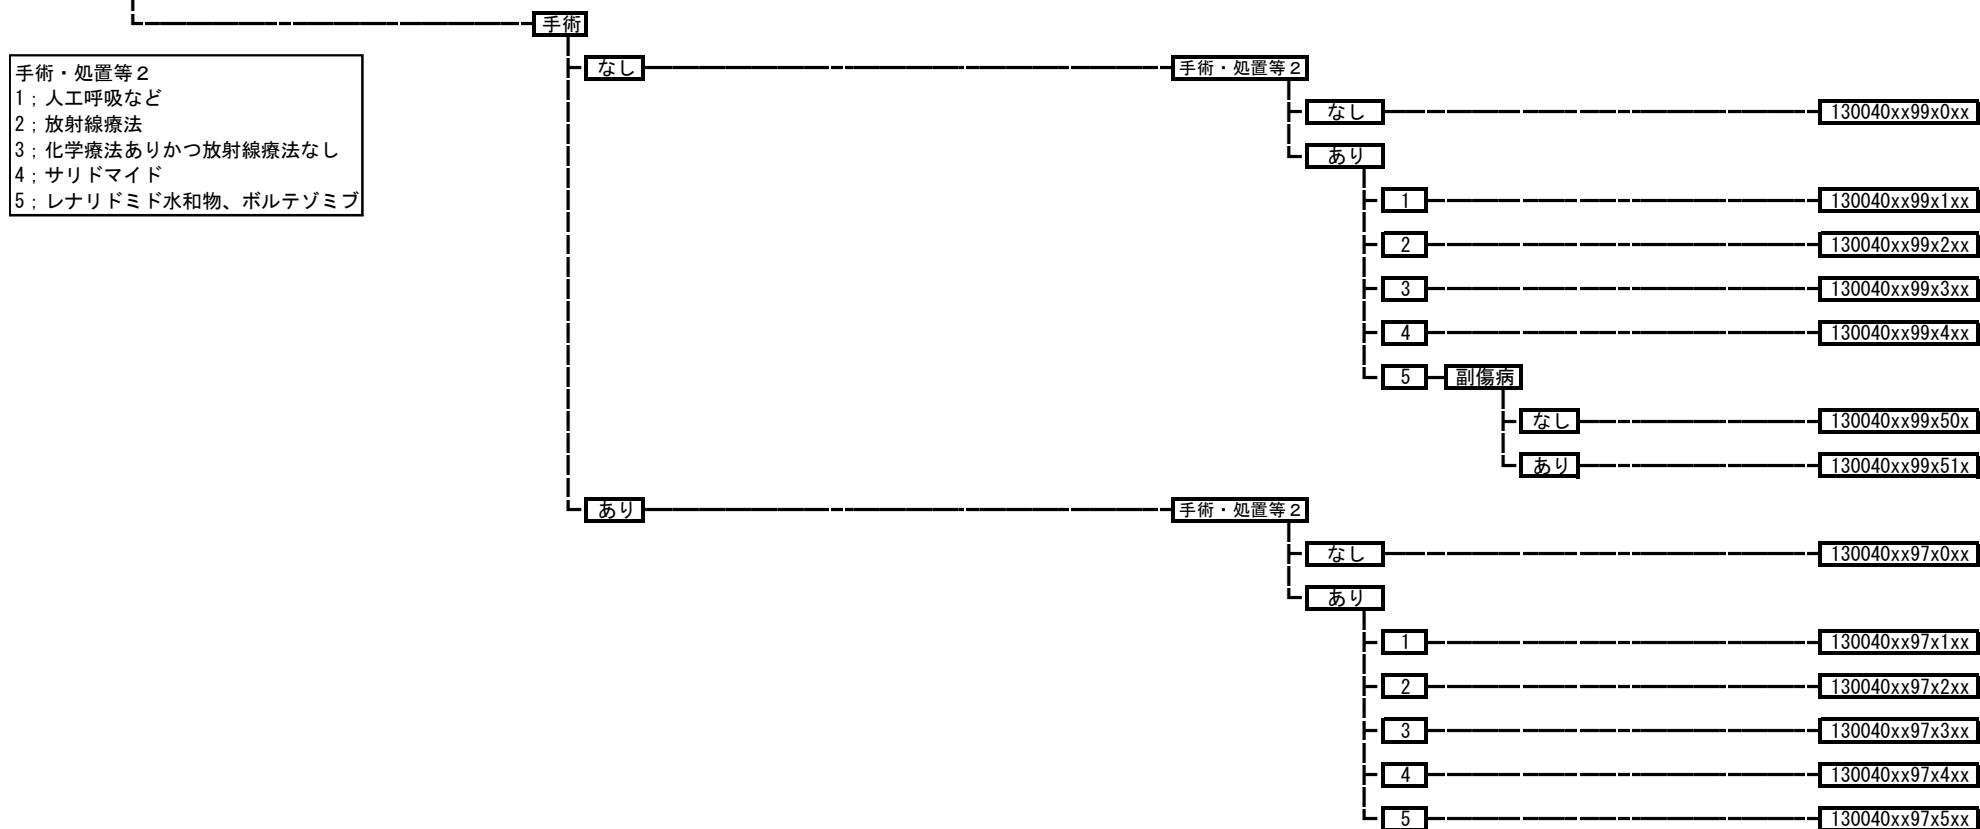 手術
手術・処置等２
1；人工呼吸など
2；放射線療法
3；化学療法ありかつ放射線療法なし
4；サリドマイド
5；レナリドミド水和物、ボルテゾミブ
なし 手術・処置等２
なし 130040xx99x0xx
あり
1 130040xx99x1xx
2 130040xx99x2xx
3 130040xx99x3xx
4 130040xx99x4xx
5 副傷病
なし 130040xx99x50x
あり 130040xx99x51x
あり 手術・処置等２
なし 130040xx97x0xx
あり
1 130040xx97x1xx
2 130040xx97x2xx
3 130040xx97x3xx
4 130040xx97x4xx
5 130040xx97x5xx